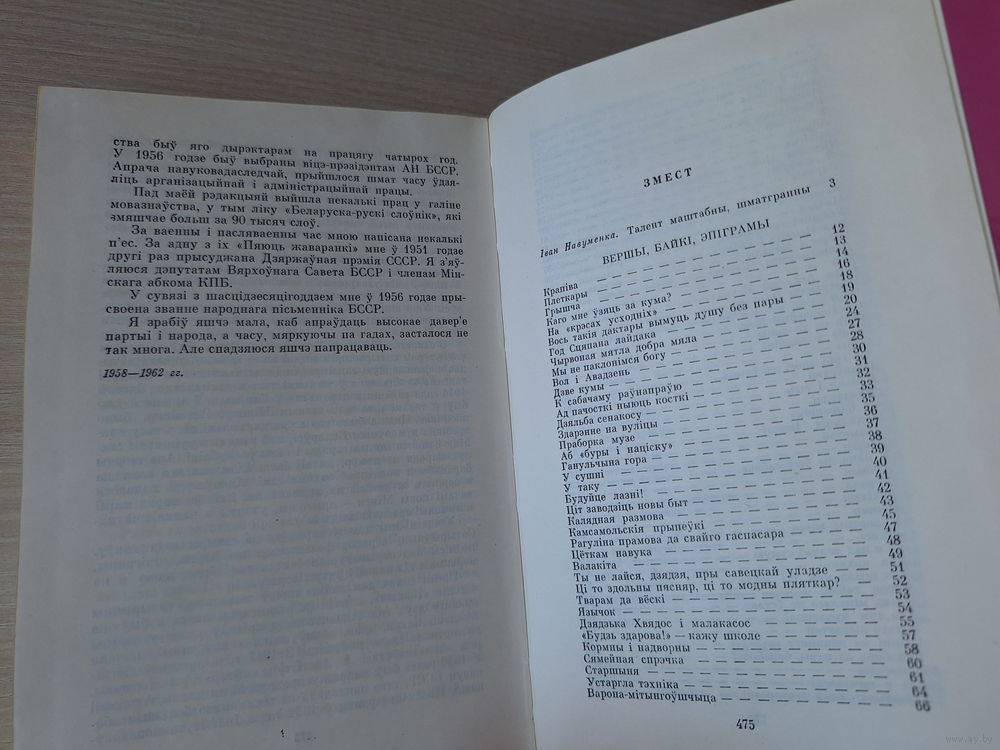 ства быў яго дырэктарам на працягу чатырох год.
У 1956 годзе быў выбраны віцэ-прэзідэнтам АН БССР.
Апрача навуковадаследчай, прыйшлося шмат часу ўдзя-
ляць арганізацыйнай і адміністрацыйнай працы.
Пад маёй рэдакцыяй выйшла некалькі прац у галіне
мовазнаўства, у тым ліку «Беларуска-рускі слоўнік», які
змяшчае больш за 90 тысяч слоў.
За ваенны і пасляваенны час мною напісана некалькі
п'ес. За адну з іх «Пяюць жаваранкі» мне ў 1951 годзе
другі раз прысуджана Дзяржаўная прэмія СССР. Я з'яў-
ляюся дэпутатам Вярхоўнага Савета БССР і членам Мін-
скага абкома КПБ.
У сувязі з шасцідзесяцігоддзем мне ў 1956 годзе пры-
своена званне народнага пісьменніка БССР.
Я зрабіў яшчэ мала, каб апраўдаць высокае давер'е
партыі і народа, а часу, мяркуючы па гадах, засталося не
так многа. Але спадзяюся яшчэ папрацаваць.
1958—1962 гг.
ЗМЕСТ
Іван Навуменка. Талент маштабны, шматгранны 3
ВЕРШЫ, БАЙКІ, ЭПІГРАМЫ
Крапіва — 12
Плеткары — 13
Грышча — 14
Каго мне ўзяць за кума? — 16
На «крэсах усходніх» — 18
Вось такія дактары вымуць душу без пары 19
Год Сцяпана лайдака — 20
Чырвоная мятла добра мяла — 24
Мы не паклонімся богу — 27
Вол і Авадзень — 28
Дзве кумы — 30
К сабачаму раўнапраўю — 31
Ад пачосткі ныюць косткі — 32
Дзяльба сенакосу — 33
Здарэнне на вуліцы — 35
Праборка музе — 36
Аб «буры і націску» — 37
Ганульчына гора — 38
У сушні — 39
У таку — 40
Будуйце лазні! — 41
Ціт заводзіць новы быт — 42
Калядная размова — 43
Камсамольскія прыпеўкі — 45
Рагуліна прамова да свайго гаспасара — 47
Цёткам навука — 48
Валакіта — 49
Ты не лайся, дзядзя, пры савецкай уладзе — 51
Ці то здольны пясняр, ці то модны пляткар? — 52
Тварам да вёскі — 53
Язычок — 54
Дзядзька Хвядос і малакасос — 55
«Будзь здарова!» — кажу школе — 57
Кормны і надворны — 58
Сямейная спрэчка — 60
Старшыня — 61
Устарэла тэхніка — 64
Варона-мітынгоўшчыца — 66
475
www.ay.by